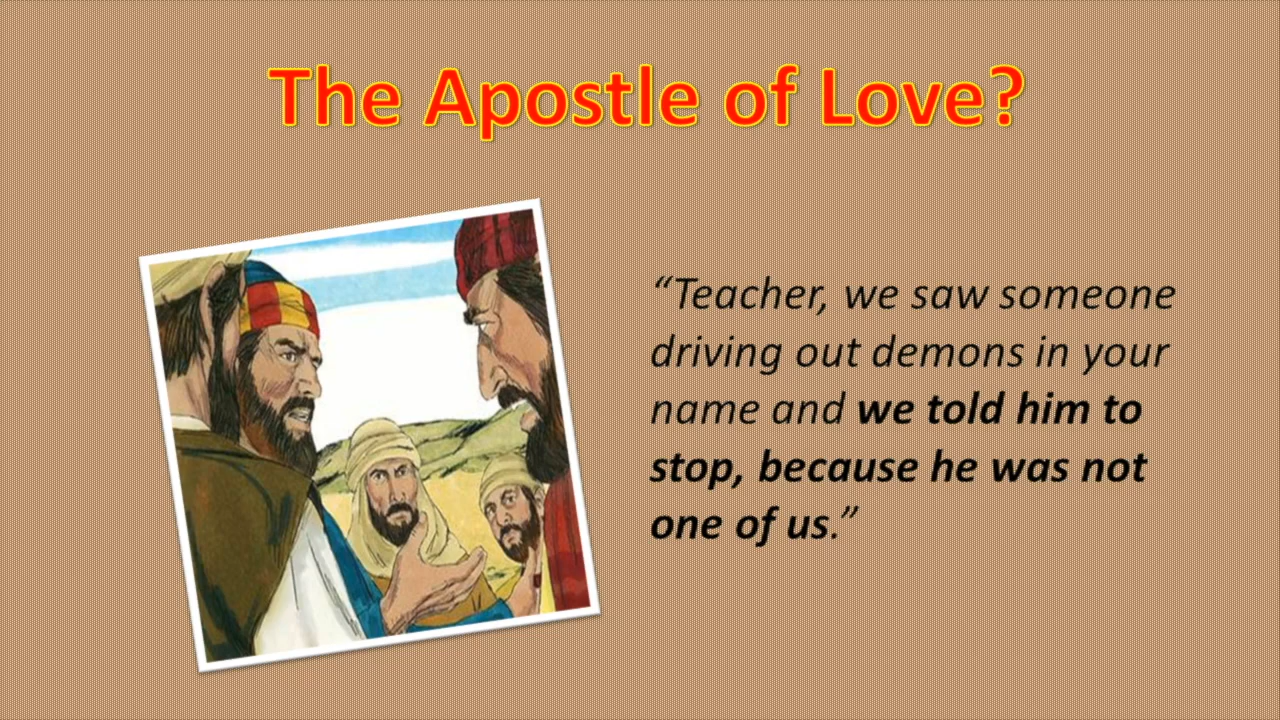 The Apostle of Love?
“Teacher, we saw someone
driving out demons in your
name and we told him to
stop, because he was not
one of us.”